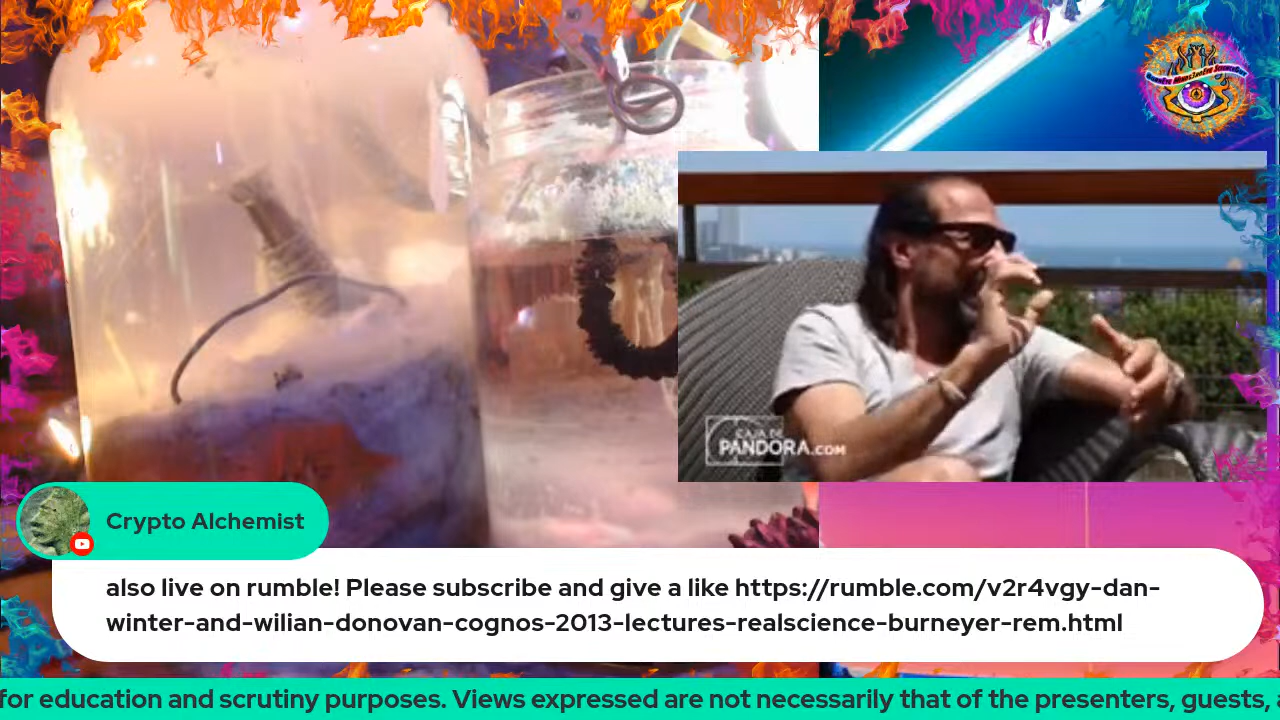 CAJA DE
PANDORA.COM
Crypto Alchemist
also live on rumble! Please subscribe and give a like https://rumble.com/v2r4vgy-dan-
winter-and-wilian-donovan-cognos-2013-lectures-realscience-burneyer-rem.html
for education and scrutiny purposes. Views expressed are not necessarily that of the presenters, guests,